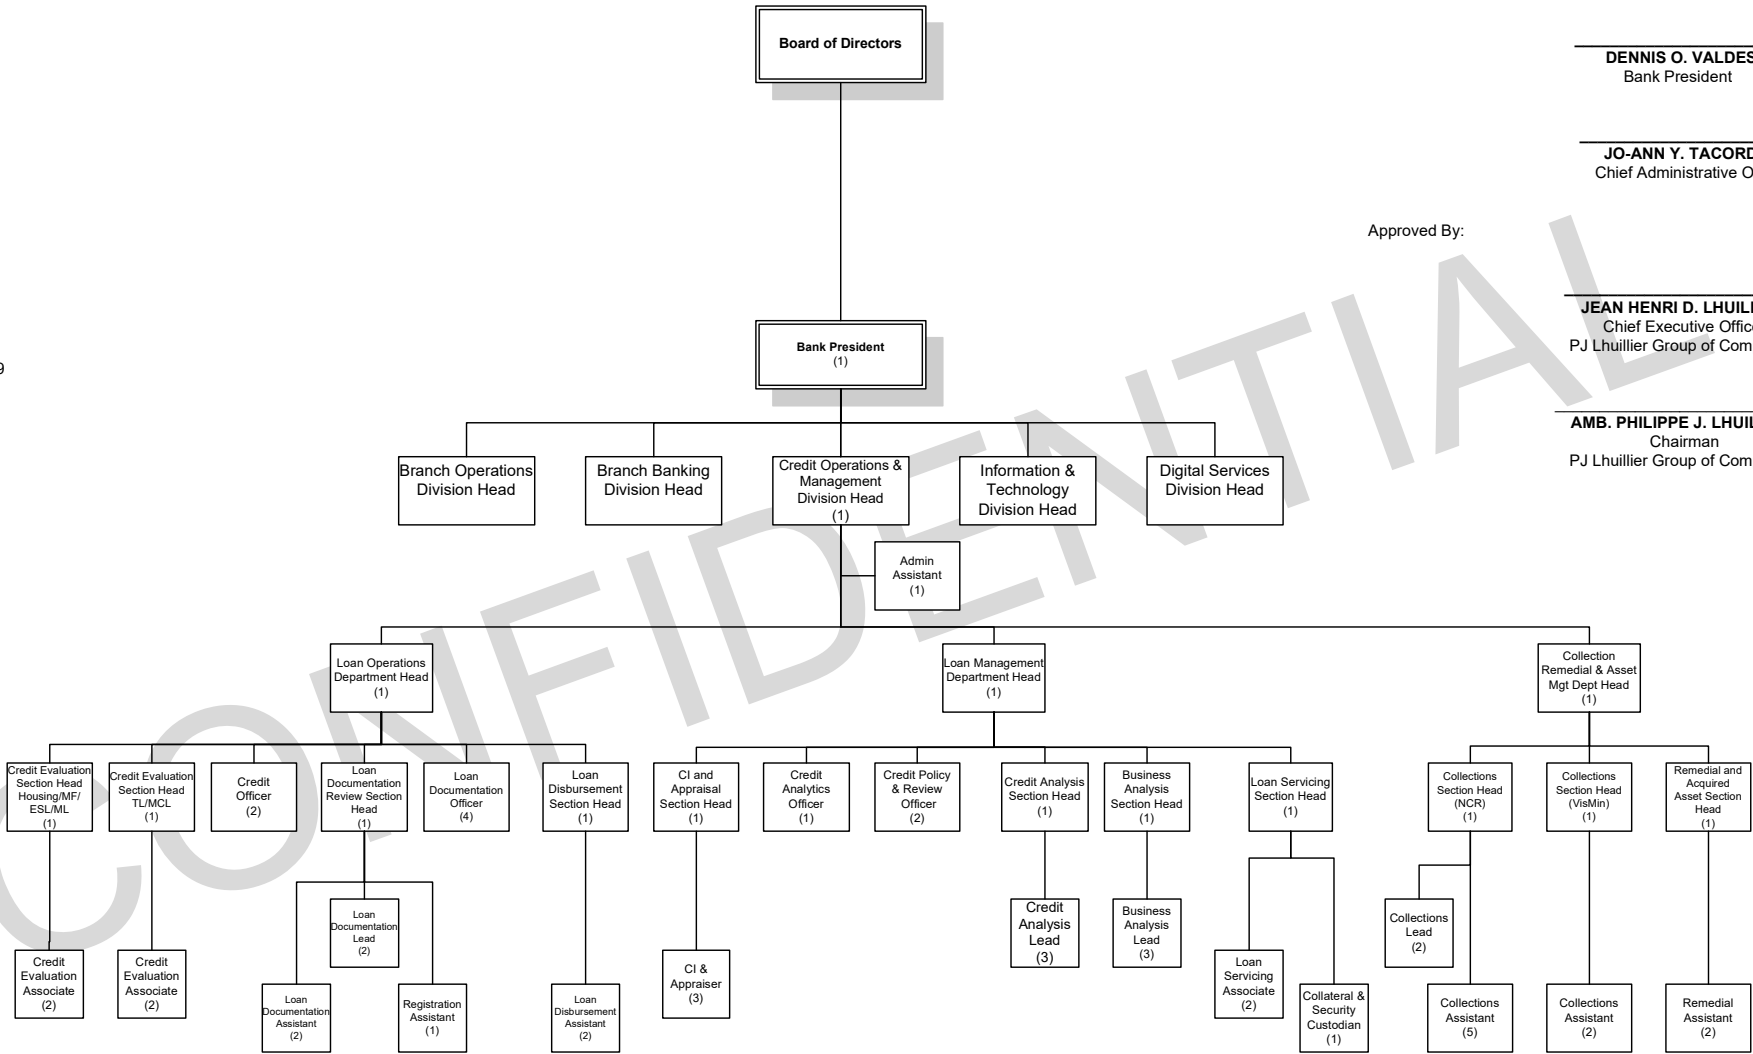 Board of Directors
DENNIS O. VALDES
Bank President
JO-ANN Y. TACORD
Chief Administrative O
Approved By:
JEAN HENRI D. LHUIL
Chief Executive Office
PJ Lhuillier Group of Com
AMB. PHILIPPE J. LHUIL
Chairman
PJ Lhuillier Group of Com
9
Bank President
(1)
Branch Operations
Division Head
Branch Banking
Division Head
Credit Operations &
Management
Division Head
(1)
Information &
Technology
Division Head
Digital Services
Division Head
Admin
Assistant
(1)
Loan Operations
Department Head
(1)
Loan Management
Department Head
(1)
Collection
Remedial & Asset
Mgt Dept Head
(1)
Credit Evaluation
Section Head
Housing/MF/
ESL/ML
(1)
Credit Evaluation
Section Head
TL/MCL
(1)
Credit
Officer
(2)
Loan
Documentation
Review Section
Head
(1)
Loan
Documentation
Officer
(4)
Loan
Disbursement
Section Head
(1)
CI and
Appraisal
Section Head
(1)
Credit
Analytics
Officer
(1)
Credit Policy
& Review
Officer
(2)
Credit Analysis
Section Head
(1)
Business
Analysis
Section Head
(1)
Loan Servicing
Section Head
(1)
Collections
Section Head
(NCR)
(1)
Collections
Section Head
(VisMin)
(1)
Remedial and
Acquired
Asset Section
Head
(1)
Credit
Evaluation
Associate
(2)
Credit
Evaluation
Associate
(2)
Loan
Documentation
Lead
(2)
Loan
Documentation
Assistant
(2)
Registration
Assistant
(1)
Loan
Disbursement
Assistant
(2)
CI &
Appraiser
(3)
Credit
Analysis
Lead
(3)
Business
Analysis
Lead
(3)
Loan
Servicing
Associate
(2)
Collateral &
Security
Custodian
(1)
Collections
Lead
(2)
Collections
Assistant
(5)
Collections
Assistant
(2)
Remedial
Assistant
(2)
CONFIDENTIAL